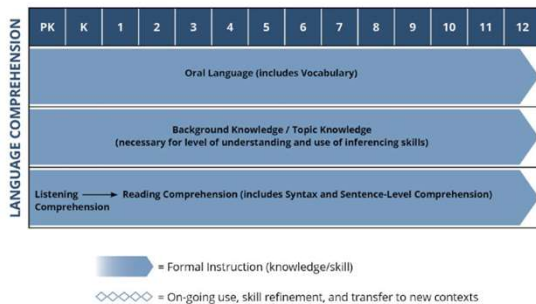 LANGUAGE COMPREHENSION
PK K 1 2 3 4 5 6 7 8 9 10 11 12
Oral Language (includes Vocabulary)
Background Knowledge / Topic Knowledge
(necessary for level of understanding and use of inferencing skills)
Listening Reading Comprehension (includes Syntax and Sentence-Level Comprehension)
Comprehension
= Formal Instruction (knowledge/skill)
= On-going use, skill refinement, and transfer to new contexts